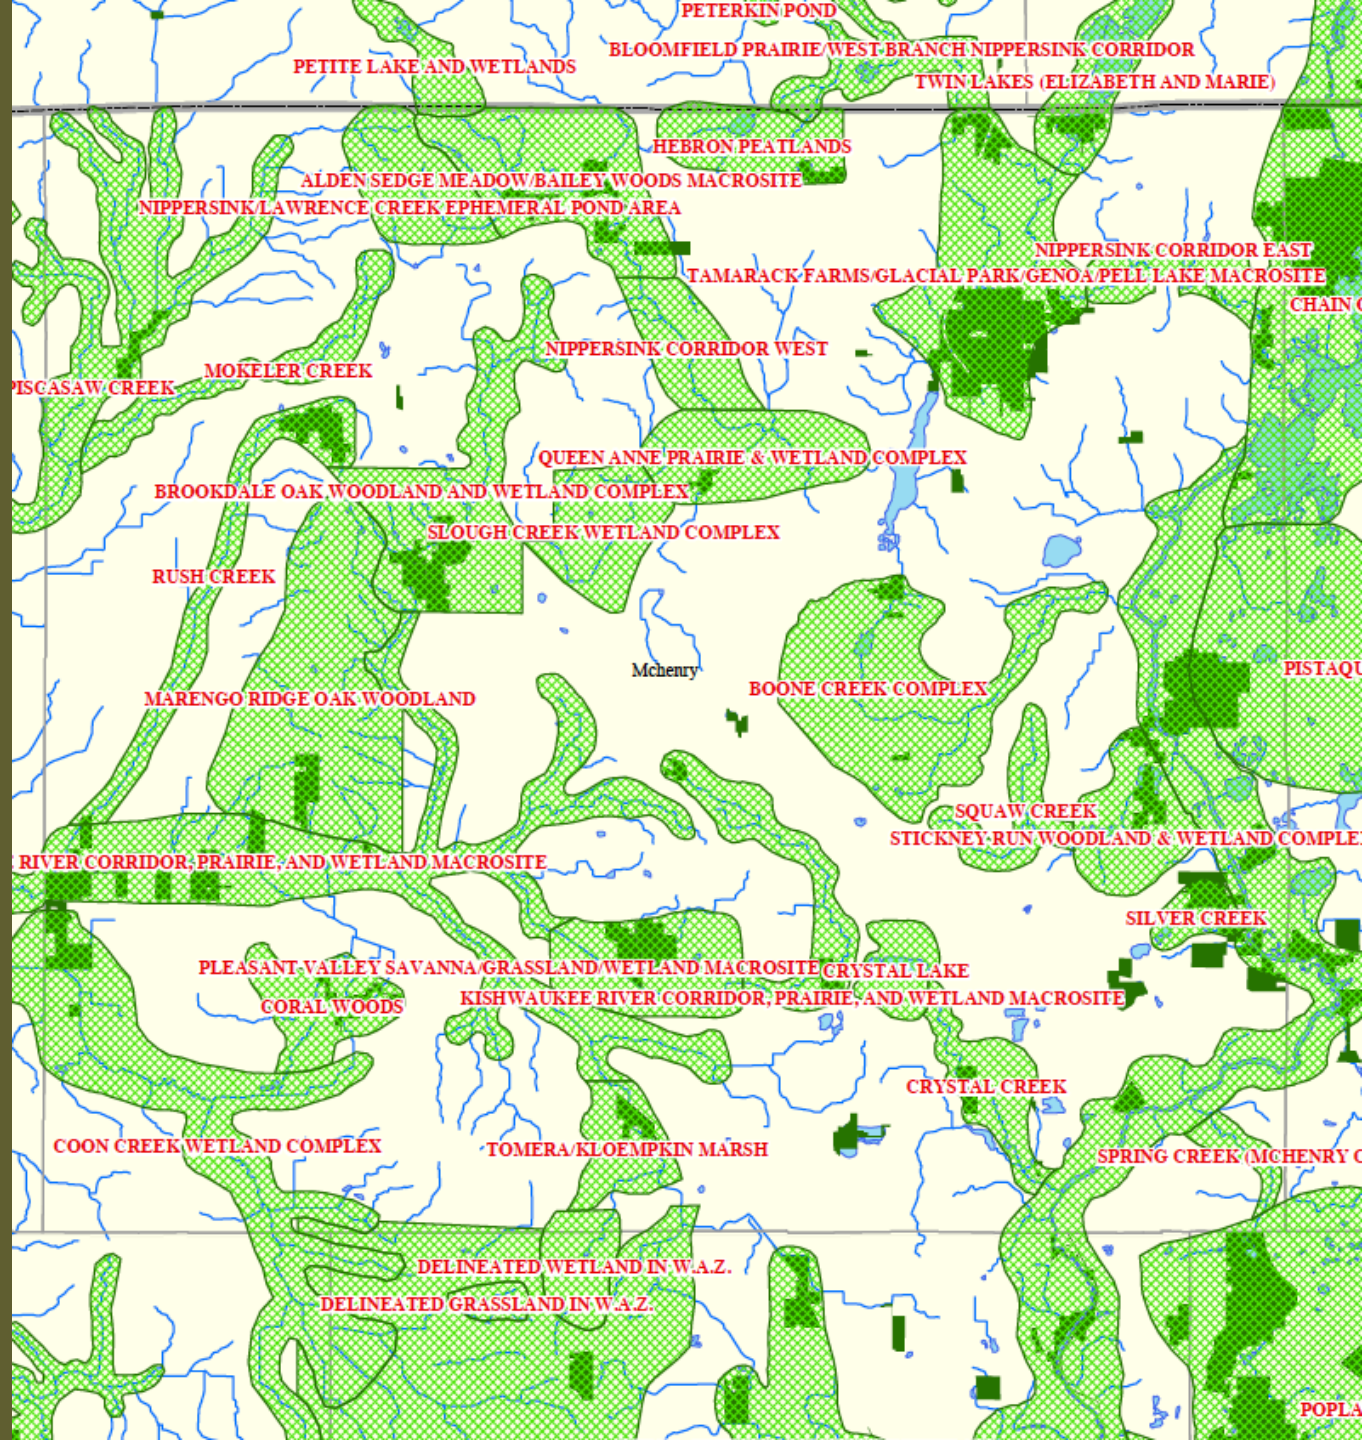 PETERKIN POND
BLOOMFIELD PRAIRIE/WEST BRANCH NIPPERSINK CORRIDOR
PETITE LAKE AND WETLANDS
TWIN LAKES (ELIZABETH AND MARIE)
HEBRON PEATLANDS
ALDEN SEDGE MEADOW/BAILEY WOODS MACROSITE
NIPPERSINK/LAWRENCE CREEK EPHEMERAL POND AREA
NIPPERSINK CORRIDOR EAST
TAMARACK FARMS/GLACIAL PARK/GENOA/PELL LAKE MACROSITE
CHAIN O
NIPPERSINK CORRIDOR WEST
MOKELER CREEK
PISCASAW CREEK
QUEEN ANNE PRAIRIE & WETLAND COMPLEX
BROOKDALE OAK WOODLAND AND WETLAND COMPLEX
SLOUGH CREEK WETLAND COMPLEX
RUSH CREEK
Mchenry
PISTAQU
BOONE CREEK COMPLEX
MARENGO RIDGE OAK WOODLAND
SQUAW CREEK
STICKNEY RUN WOODLAND & WETLAND COMPLEX
E RIVER CORRIDOR, PRAIRIE, AND WETLAND MACROSITE
SILVER CREEK
PLEASANT VALLEY SAVANNA/GRASSLAND/WETLAND MACROSITE
CRYSTAL LAKE
KISHWAUKEE RIVER CORRIDOR, PRAIRIE, AND WETLAND MACROSITE
CORAL WOODS
CRYSTAL CREEK
COON CREEK WETLAND COMPLEX
TOMERA/KLOEMPKIN MARSH
SPRING CREEK (MCHENRY C
DELINEATED WETLAND IN W.A.Z.
DELINEATED GRASSLAND IN W.A.Z.
POPLA